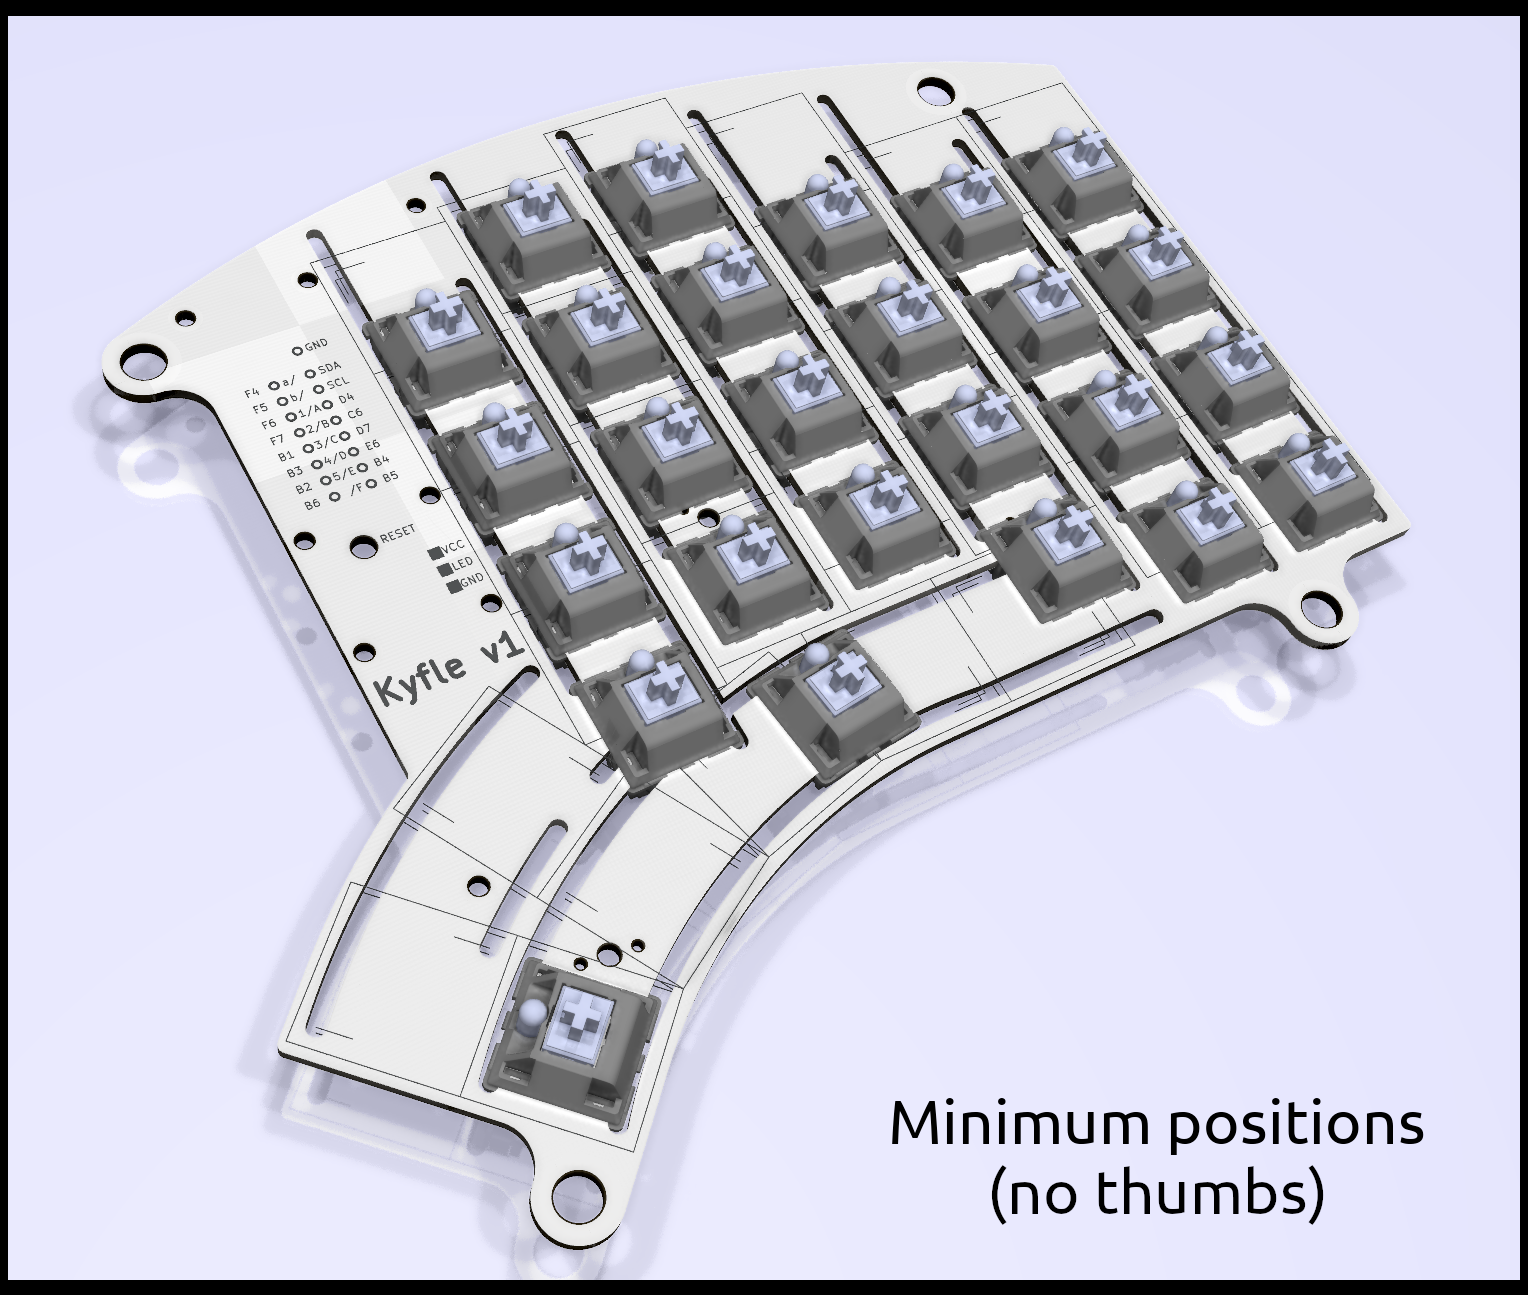 GND
F4 a/ SDA
F5 b/ SCL
F6 1/A D4
F7 2/B C6
B1 3/C D7
B3 4/D E6
B2 5/E B4
B6 /F B5
RESET
VCC
LED
GND
Kyfle v1
Minimum positions
(no thumbs)